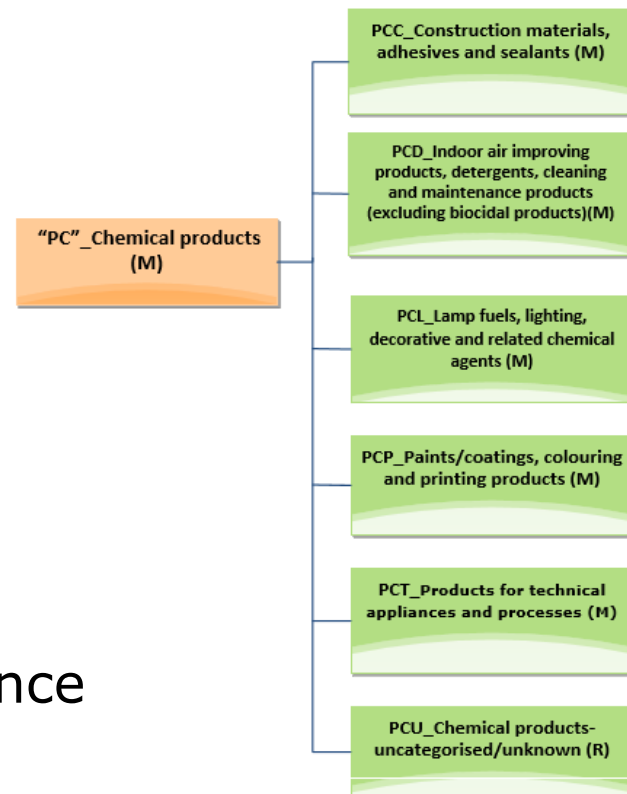 PCC_Construction materials,
adhesives and sealants (M)
PCD_Indoor air improving
products, detergents, cleaning
and maintenance products
(excluding biocidal products)(M)
“PC”_Chemical products
(M)
PCL_Lamp fuels, lighting,
decorative and related chemical
agents (M)
PCP_Paints/coatings, colouring
and printing products (M)
PCT_Products for technical
appliances and processes (M)
nce
PCU_Chemical products-
uncategorised/unknown (R)